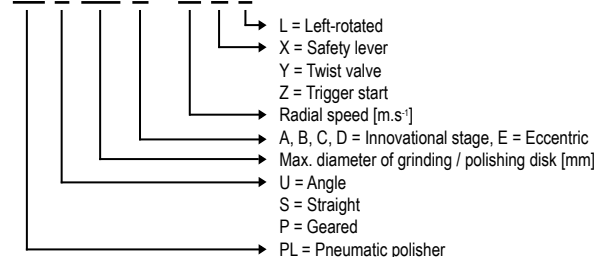 L = Left-rotated
X = Safety lever
Y = Twist valve
Z = Trigger start
Radial speed [m.s⁻¹]
A, B, C, D = Innovational stage, E = Eccentric
Max. diameter of grinding / polishing disk [mm]
U = Angle
S = Straight
P = Geared
PL = Pneumatic polisher